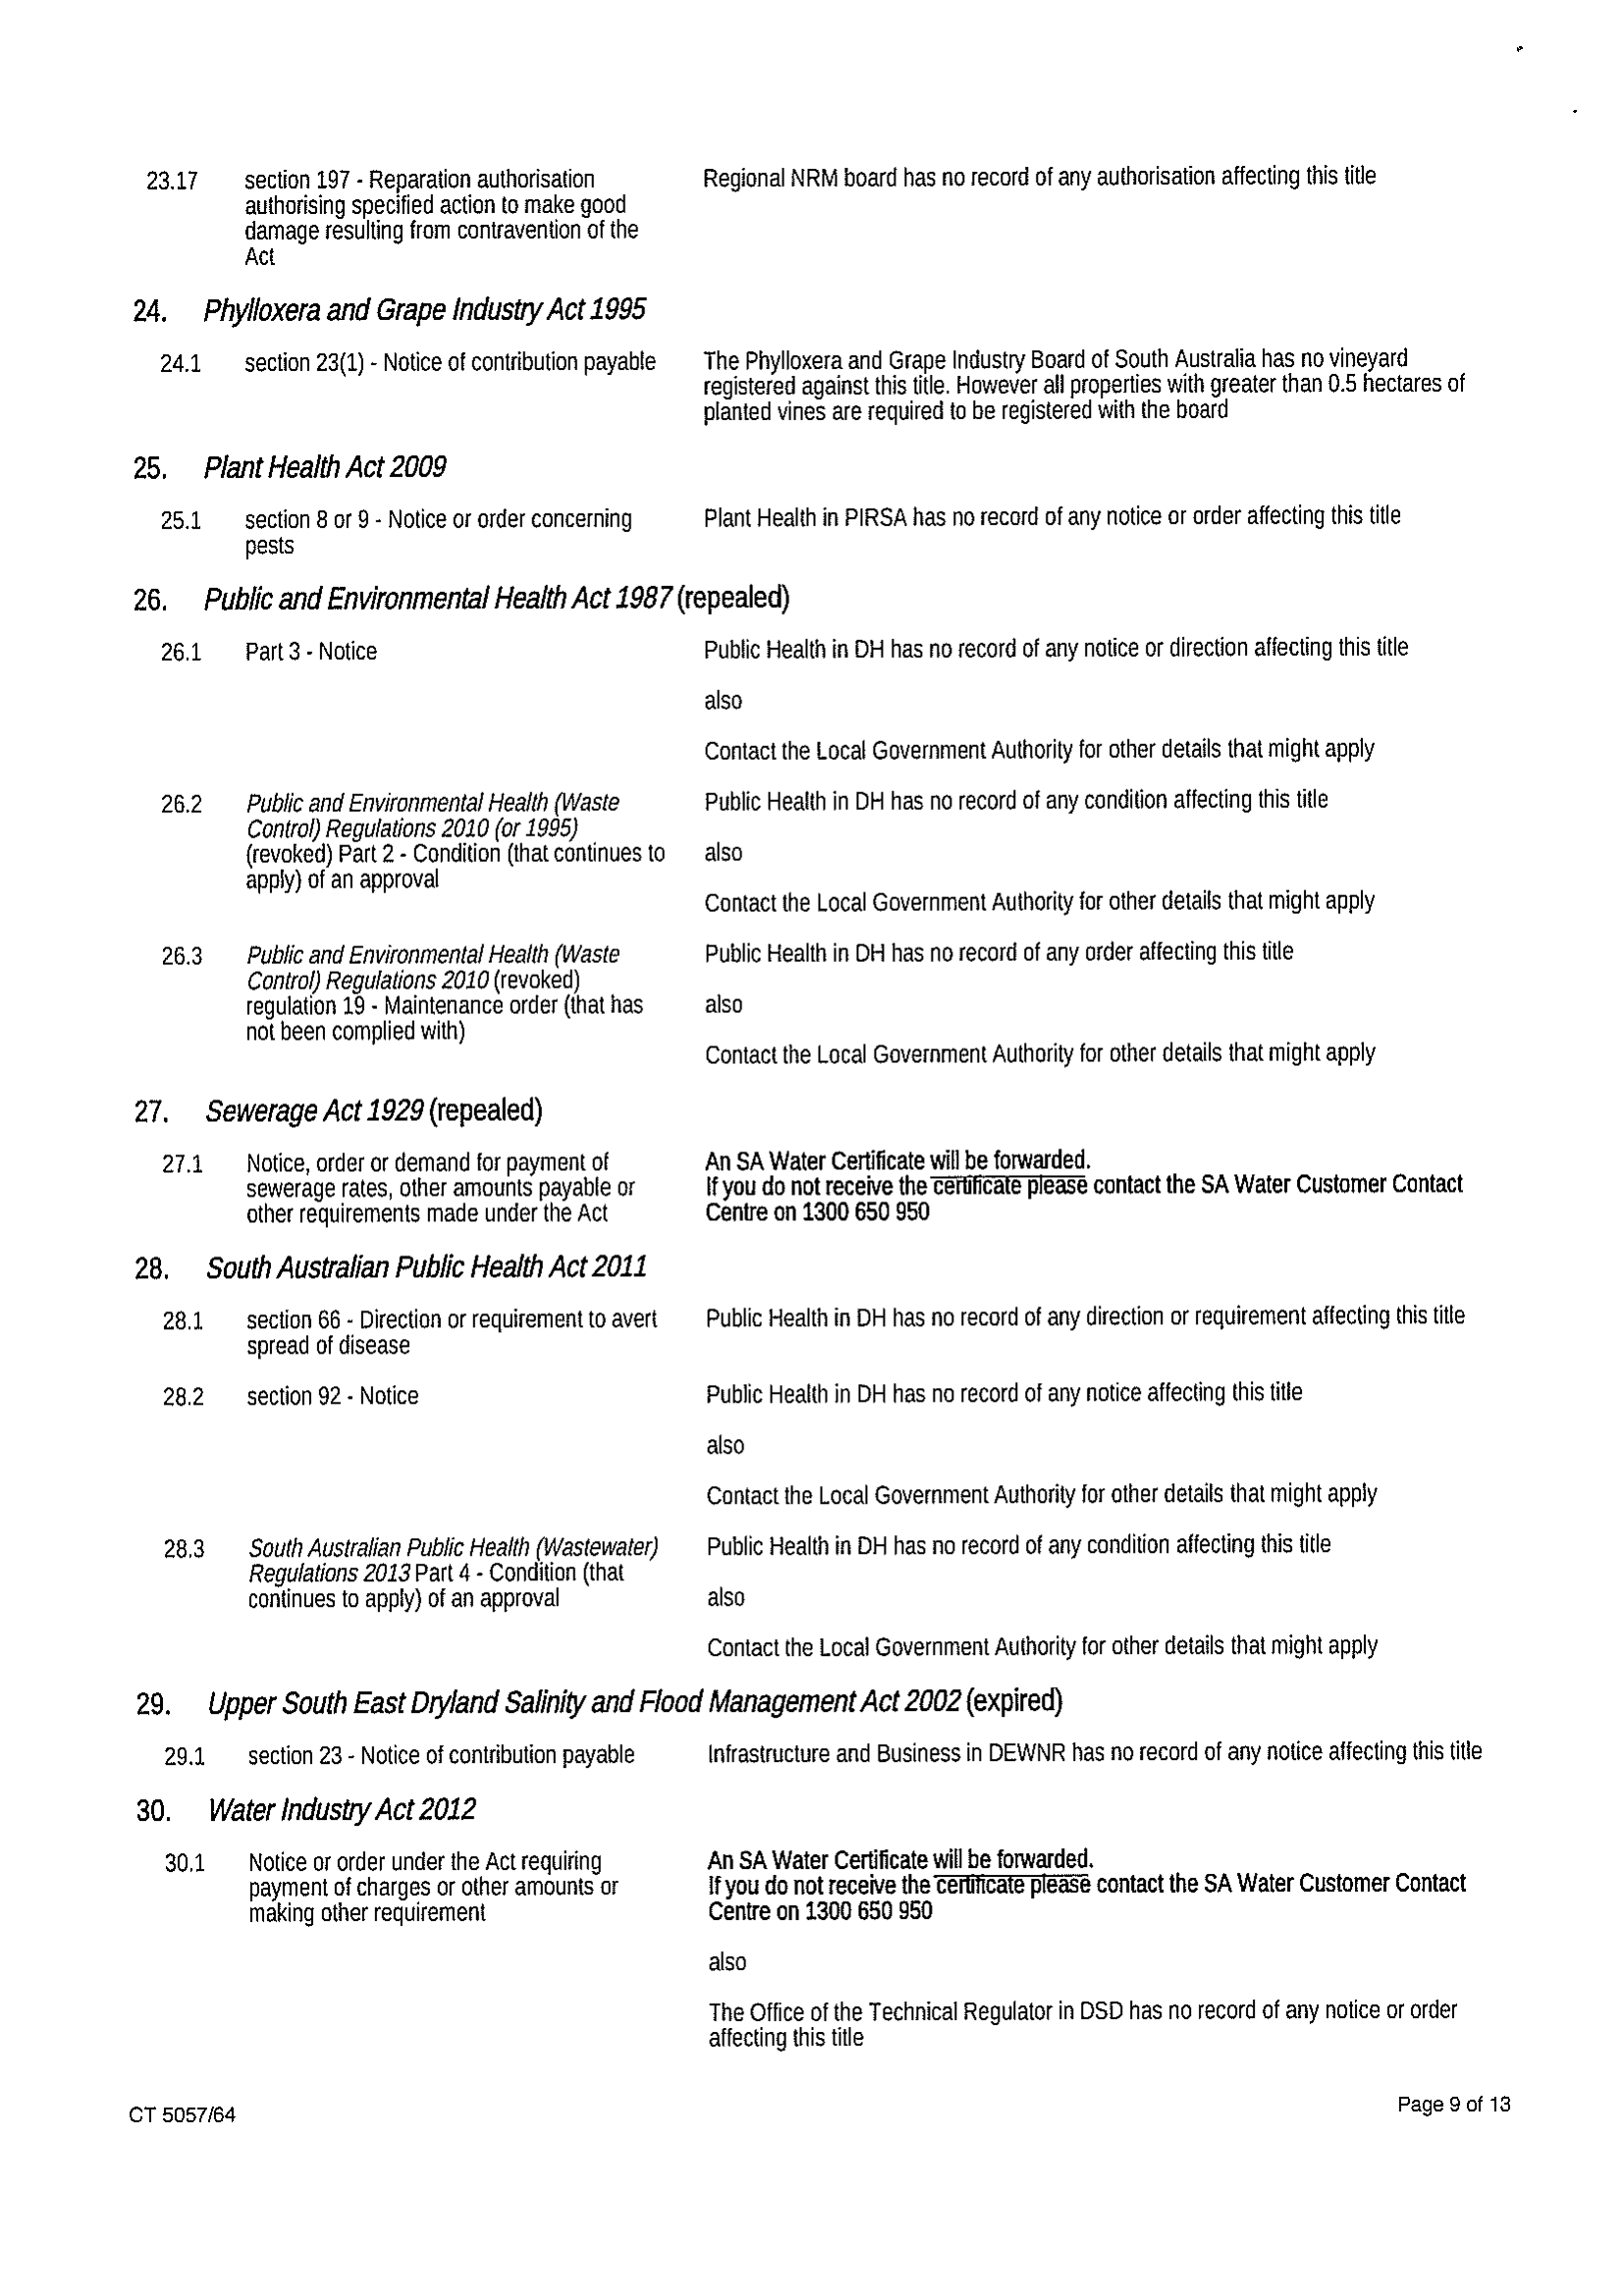 23.17 section 197 - Reparation authorisation authorising specified action to make good damage resulting from contravention of the Act
Regional NRM board has no record of any authorisation affecting this title
24. Phylloxera and Grape Industry Act 1995
24.1 section 23(1) - Notice of contribution payable
The Phylloxera and Grape Industry Board of South Australia has no vineyard
registered against this title. However all properties with greater than 0.5 hectares of
planted vines are required to be registered with the board
25. Plant Health Act 2009
25.1 section 8 or 9 - Notice or order concerning
pests
Plant Health in PIRSA has no record of any notice or order affecting this title
26. Public and Environmental Health Act 1987 (repealed)
26.1 Part 3 - Notice
Public Health in DH has no record of any notice or direction affecting this title
also
Contact the Local Government Authority for other details that might apply
26.2 Public and Environmental Health (Waste
Control) Regulations 2010 (or 1995)
(revoked) Part 2 - Condition (that continues to
apply) of an approval
Public Health in DH has no record of any condition affecting this title
also
Contact the Local Government Authority for other details that might apply
26.3 Public and Environmental Health (Waste
Control) Regulations 2010 (revoked)
regulation 19 - Maintenance order (that has
not been complied with)
Public Health in DH has no record of any order affecting this title
also
Contact the Local Government Authority for other details that might apply
27. Sewerage Act 1929 (repealed)
27.1 Notice, order or demand for payment of
sewerage rates, other amounts payable or
other requirements made under the Act
An SA Water Certificate will be forwarded.
If you do not receive the certificate please contact the SA Water Customer Contact
Centre on 1300 650 950
28. South Australian Public Health Act 2011
28.1 section 66 - Direction or requirement to avert
spread of disease
Public Health in DH has no record of any direction or requirement affecting this title
28.2 section 92 - Notice
Public Health in DH has no record of any notice affecting this title
also
Contact the Local Government Authority for other details that might apply
28.3 South Australian Public Health (Wastewater)
Regulations 2013 Part 4 - Condition (that
continues to apply) of an approval
Public Health in DH has no record of any condition affecting this title
also
Contact the Local Government Authority for other details that might apply
29. Upper South East Dryland Salinity and Flood Management Act 2002 (expired)
29.1 section 23 - Notice of contribution payable
Infrastructure and Business in DEWNR has no record of any notice affecting this title
30. Water Industry Act 2012
30.1 Notice or order under the Act requiring
payment of charges or other amounts or
making other requirement
An SA Water Certificate will be forwarded.
If you do not receive the certificate please contact the SA Water Customer Contact
Centre on 1300 650 950
also
The Office of the Technical Regulator in DSD has no record of any notice or order
affecting this title
CT 5057/64
Page 9 of 13